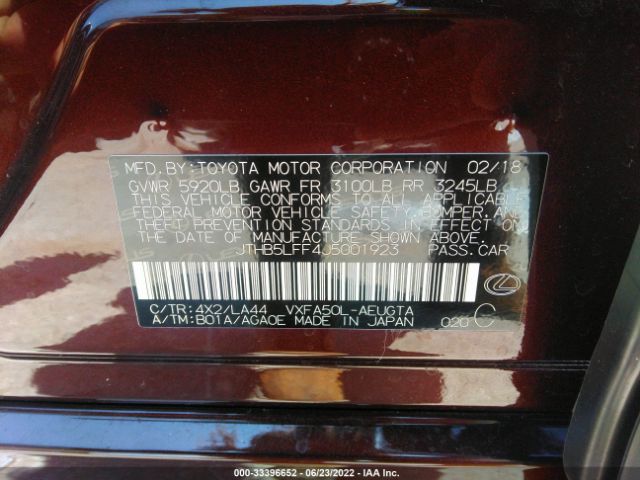 MFD. BY: TOYOTA MOTOR CORPORATION 02/18
GVWR 5920LB GAWR FR 3100LB RR 3245LB
THIS VEHICLE CONFORMS TO ALL APPLICABLE
FEDERAL MOTOR VEHICLE SAFETY, BUMPER, AND
THEFT PREVENTION STANDARDS IN EFFECT ON
THE DATE OF MANUFACTURE SHOWN ABOVE.
JTHB5LFF4J5001923 PASS.CAR
C/TR: 4X2/LA44 VXFA50L-AEUGTA
A/TM: B01A/AGA0E MADE IN JAPAN 020 C
000-33396652 - 06/23/2022 - IAA Inc.